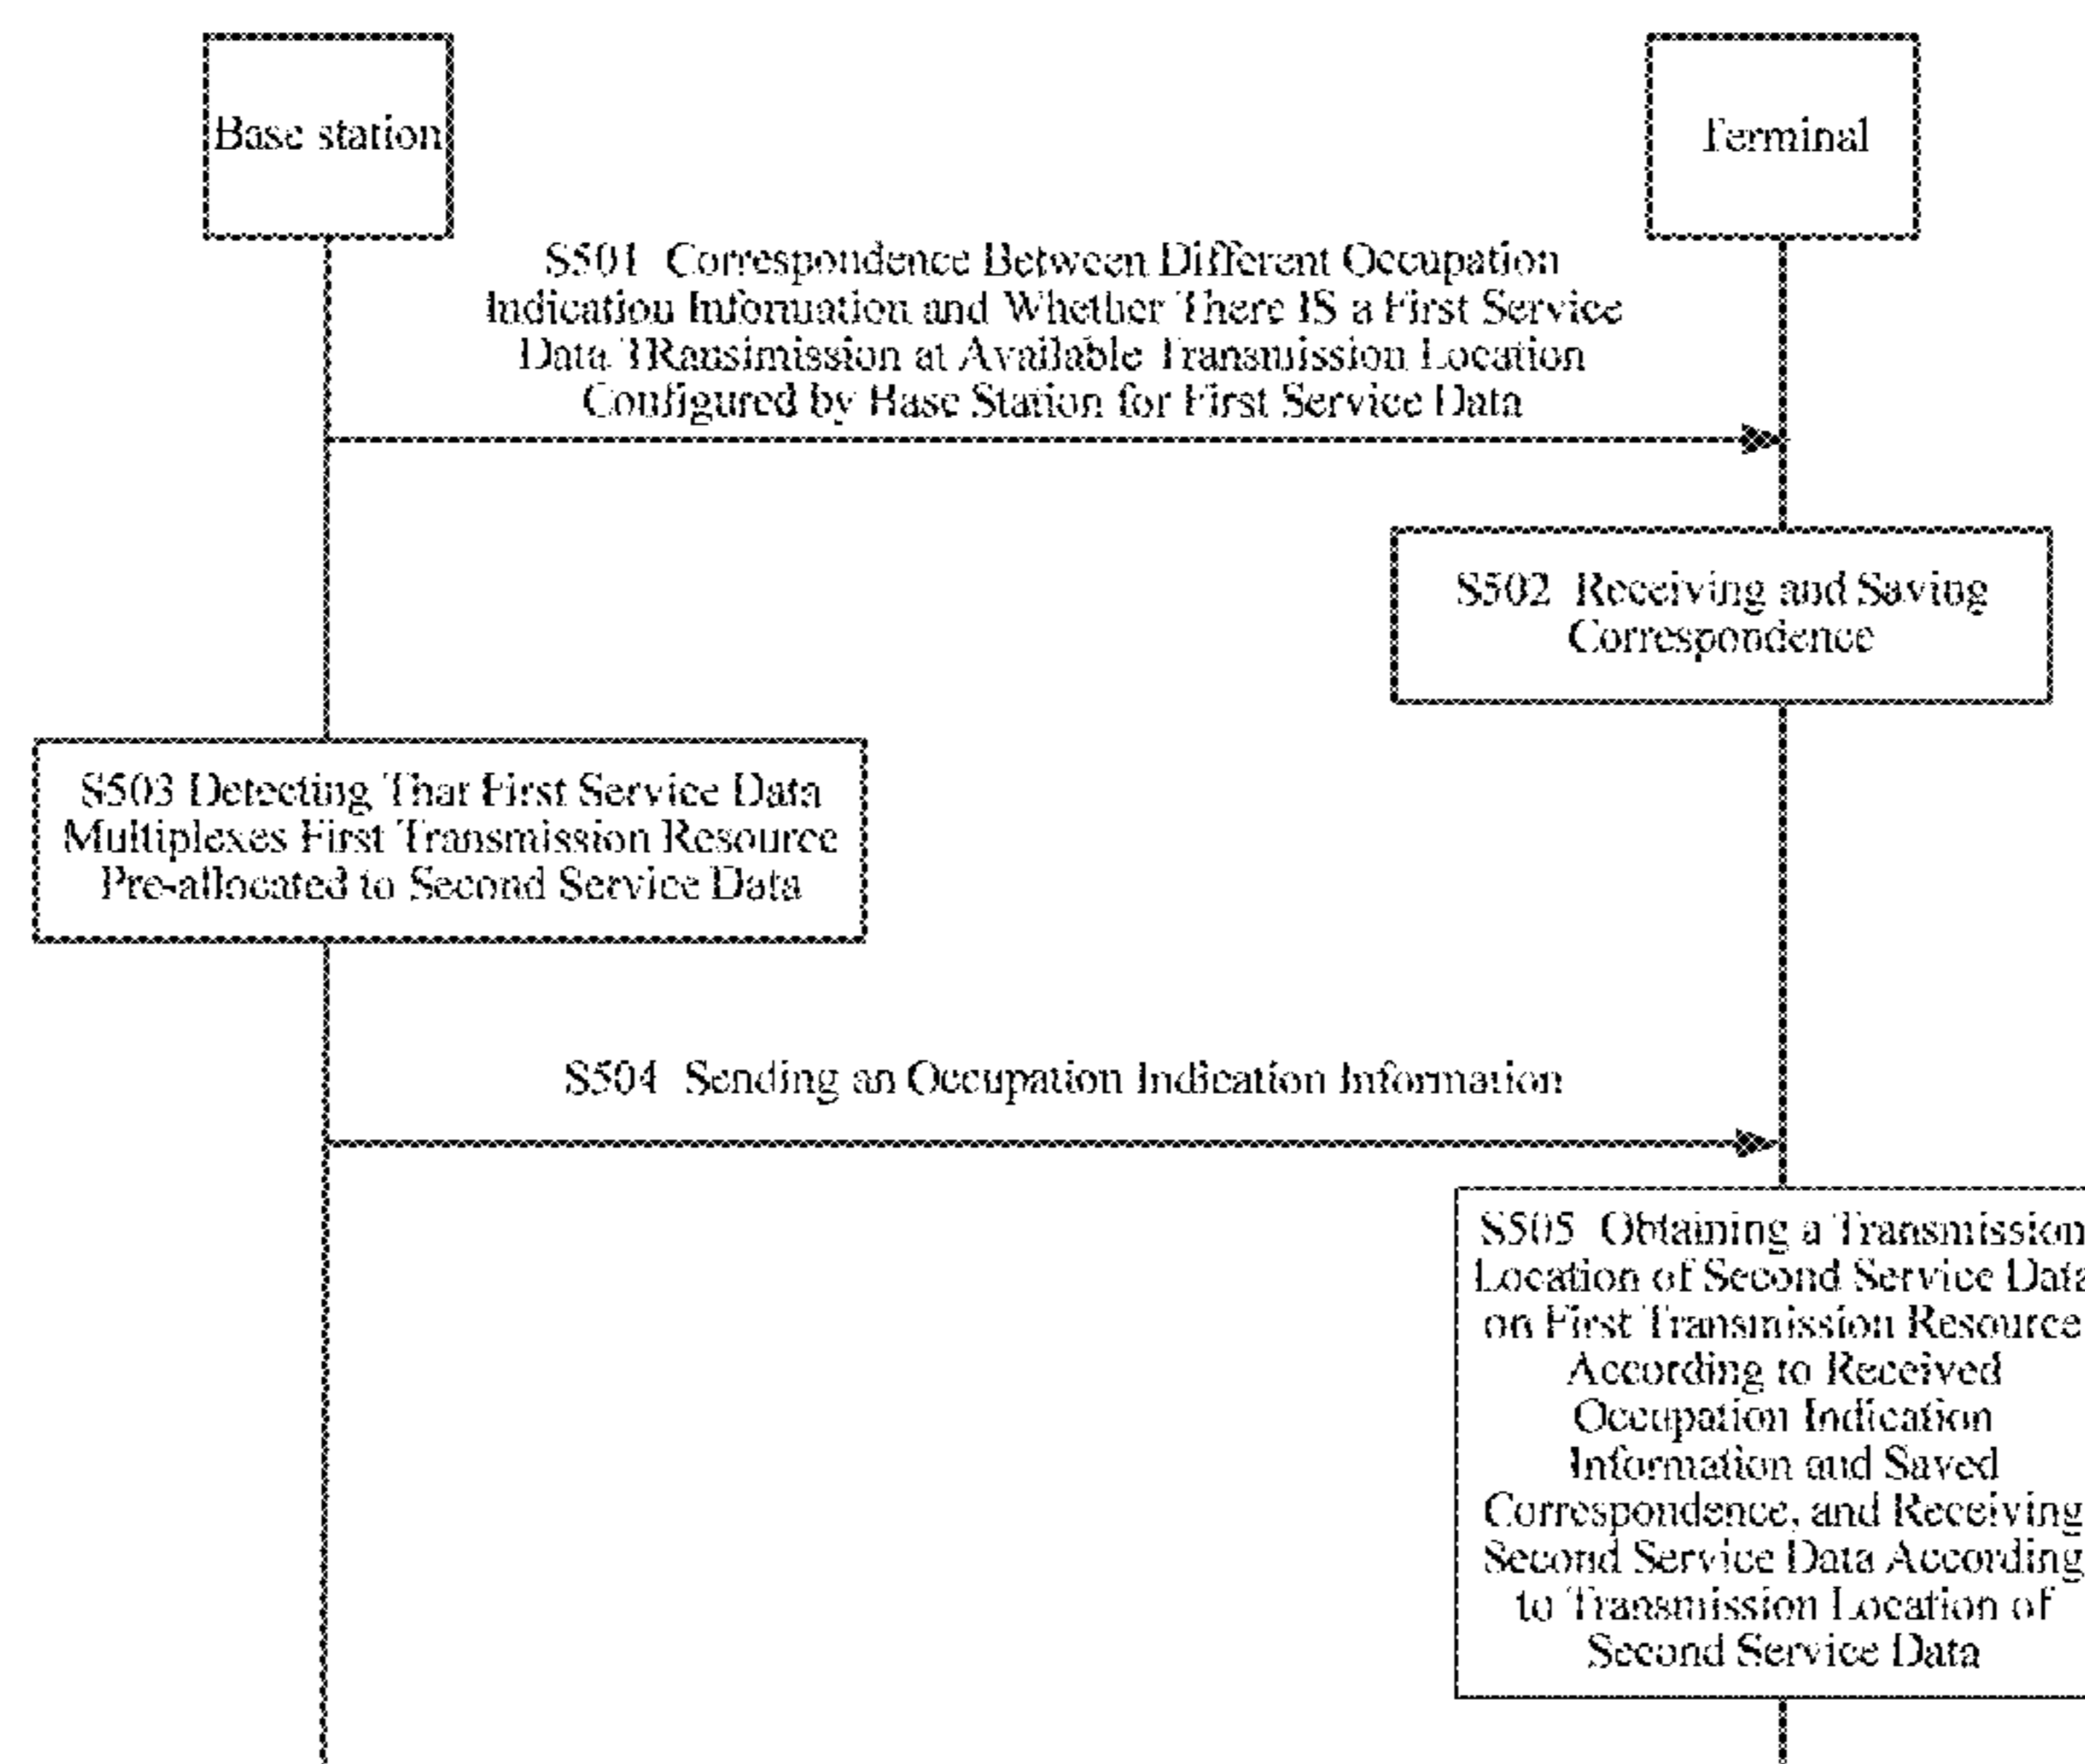 Base station
Terminal
S501 Correspondence Between Different Occupation
Indication Information and Whether There IS a First Service
Data TRansimission at Available Transmission Location
Configured by Base Station for First Service Data
S502 Receiving and Saving
Correspondence
S503 Detecting That First Service Data
Multiplexes First Transmission Resource
Pre-allocated to Second Service Data
S504 Sending an Occupation Indication Information
S505 Obtaining a Transmission
Location of Second Service Data
on First Transmission Resource
According to Received
Occupation Indication
Information and Saved
Correspondence, and Receiving
Second Service Data According
to Transmission Location of
Second Service Data